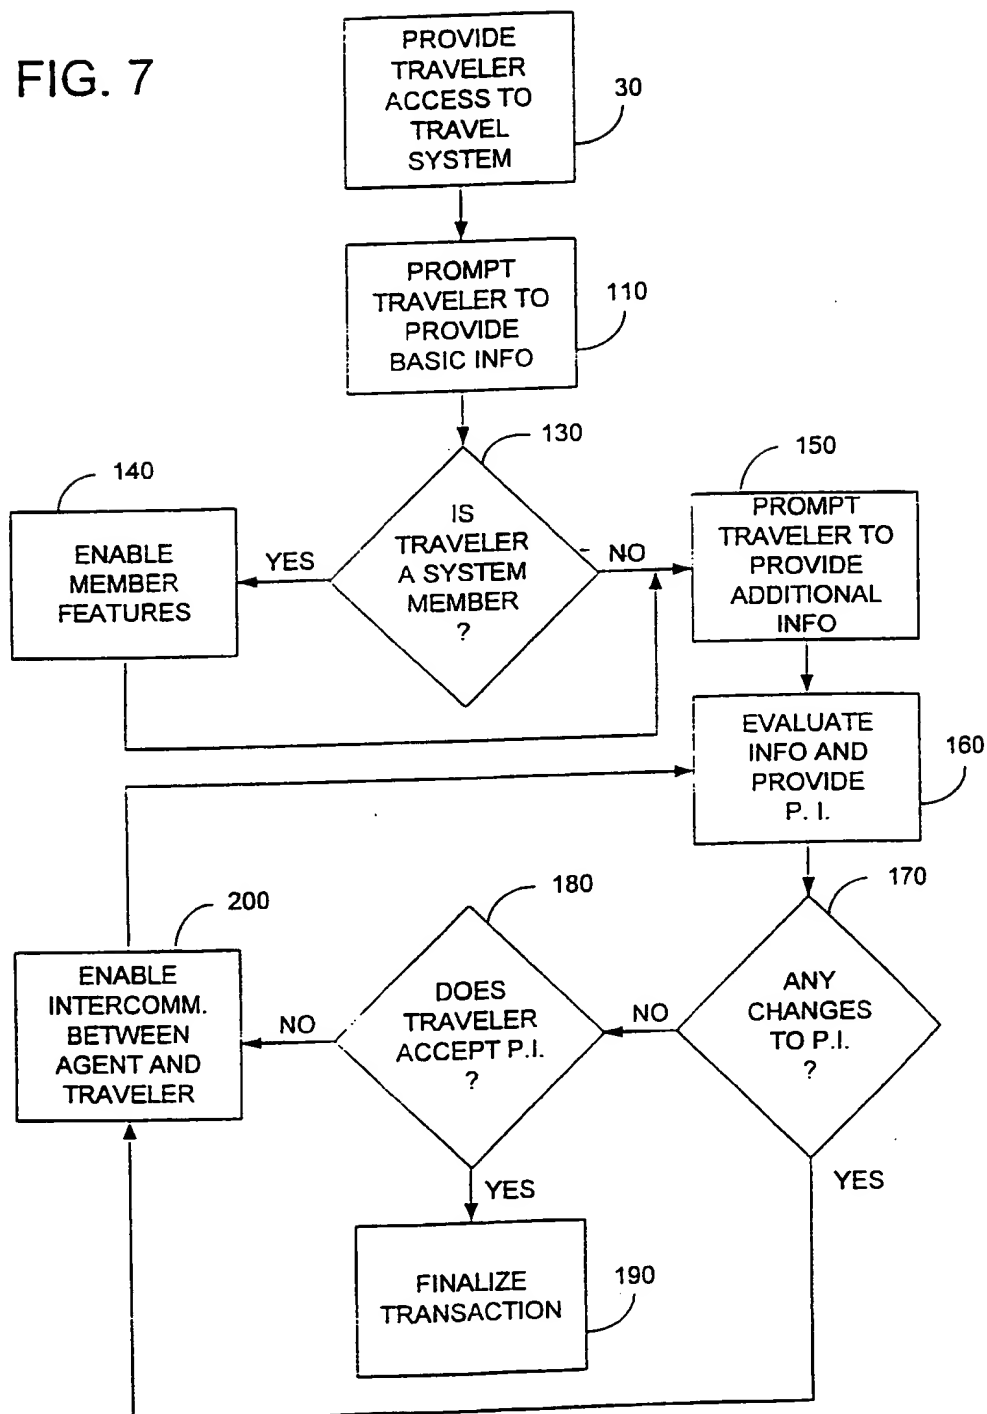 FIG. 7
PROVIDE
TRAVELER
ACCESS TO
TRAVEL
SYSTEM
30
PROMPT
TRAVELER TO
PROVIDE
BASIC INFO
110
130
IS
TRAVELER
A SYSTEM
MEMBER
?
YES
NO
140
ENABLE
MEMBER
FEATURES
150
PROMPT
TRAVELER TO
PROVIDE
ADDITIONAL
INFO
EVALUATE
INFO AND
PROVIDE
P. I.
160
170
ANY
CHANGES
TO P.I.
?
NO
YES
180
DOES
TRAVELER
ACCEPT P.I.
?
NO
YES
200
ENABLE
INTERCOMM.
BETWEEN
AGENT AND
TRAVELER
FINALIZE
TRANSACTION
190